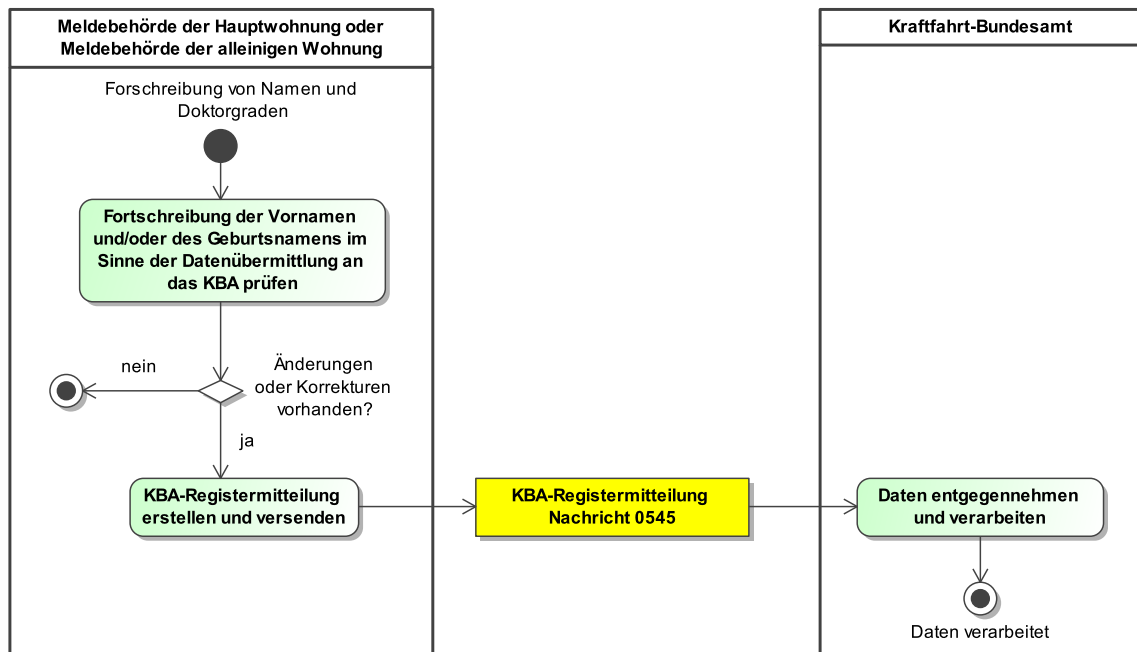 Meldebehörde der Hauptwohnung oder
Meldebehörde der alleinigen Wohnung
Kraftfahrt-Bundesamt
Forschreibung von Namen und
Doktorgraden
Fortschreibung der Vornamen
und/oder des Geburtsnamens im
Sinne der Datenübermittlung an
das KBA prüfen
nein
Änderungen
oder Korrekturen
vorhanden?
ja
KBA-Registermitteilung
erstellen und versenden
KBA-Registermitteilung
Nachricht 0545
Daten entgegennehmen
und verarbeiten
Daten verarbeitet